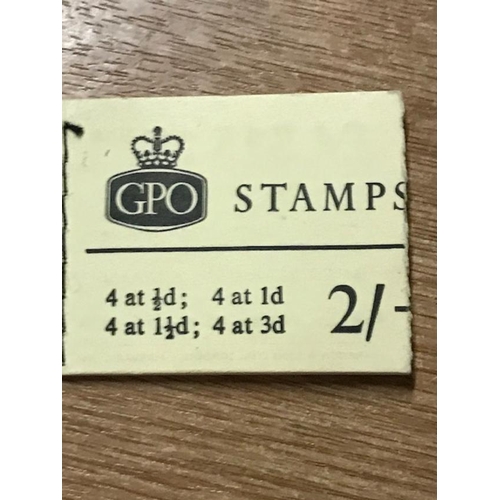 GPO STAMPS
4 at ½d; 4 at 1d
4 at 1½d; 4 at 3d
2/-